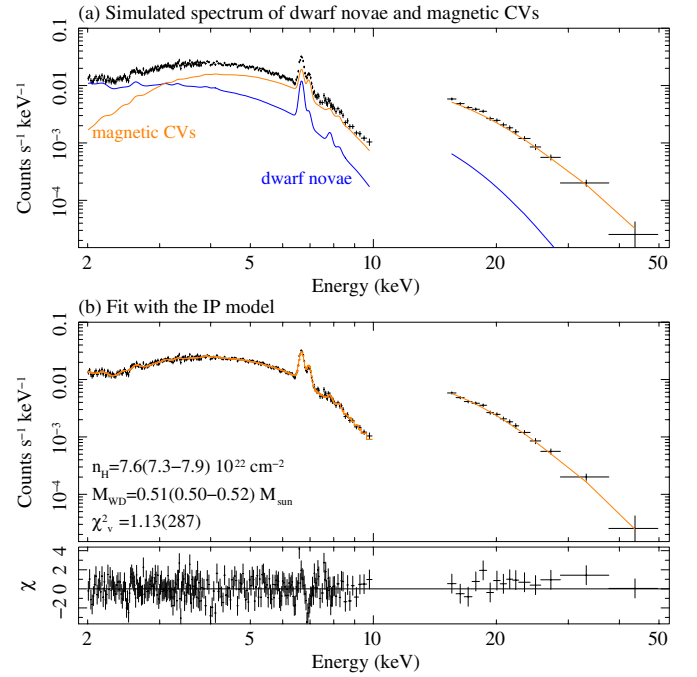 (a) Simulated spectrum of dwarf novae and magnetic CVs
0.1
0.01
10⁻³
10⁻⁴
Counts s⁻¹ keV⁻¹
magnetic CVs
dwarf novae
2 5 10 20 50
Energy (keV)
(b) Fit with the IP model
0.1
0.01
10⁻³
10⁻⁴
Counts s⁻¹ keV⁻¹
n_H=7.6(7.3−7.9) 10²² cm⁻²
M_WD=0.51(0.50−0.52) M_sun
χ²_ν=1.13(287)
4
2
0
−2
χ
2 5 10 20 50
Energy (keV)